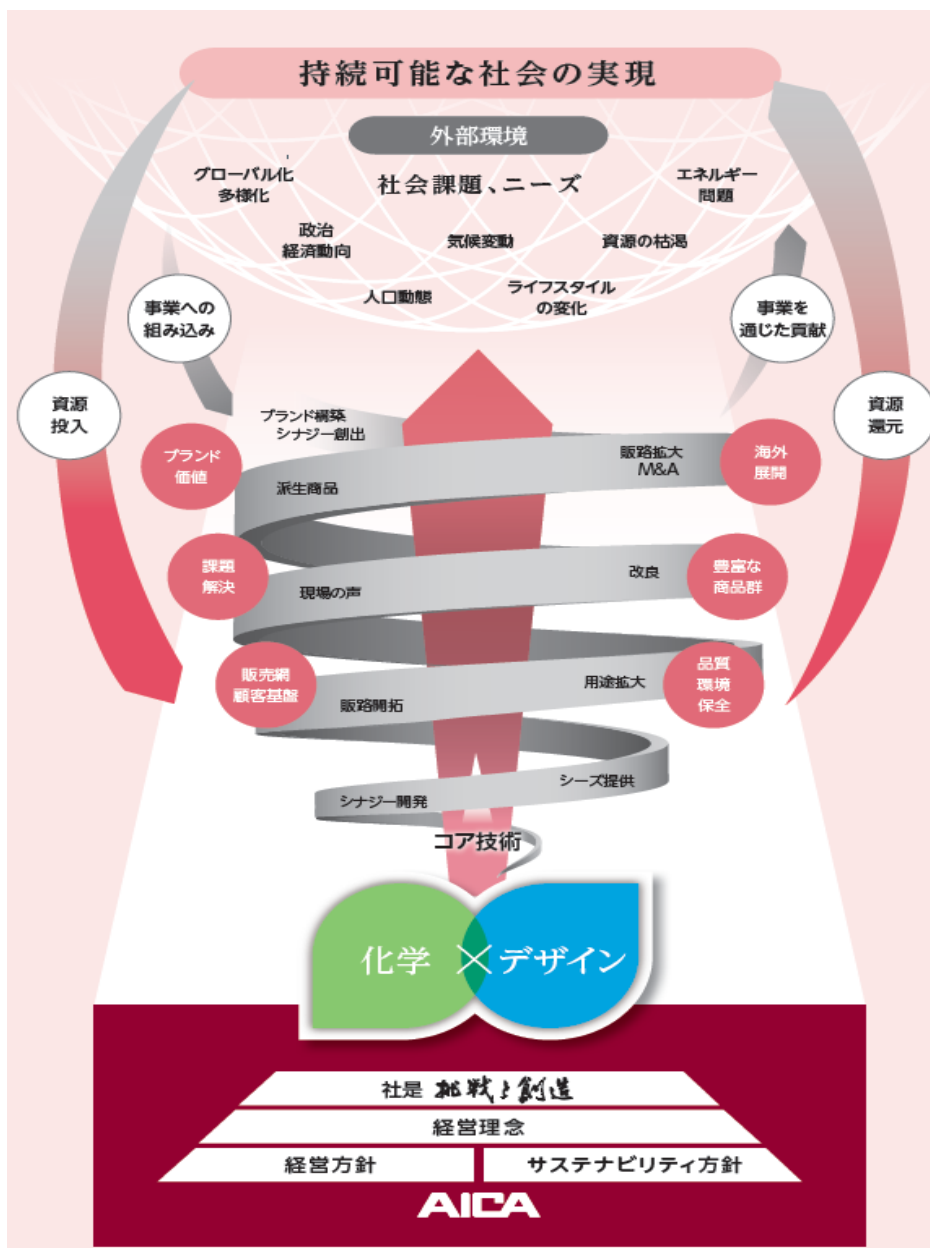 持続可能な社会の実現
外部環境
グローバル化
多様化
社会課題、ニーズ
エネルギー
問題
政治
経済動向
気候変動
資源の枯渇
人口動態
ライフスタイル
の変化
事業への
組み込み
事業を
通じた貢献
資源
投入
資源
還元
ブランド構築
シナジー創出
ブランド
価値
派生商品
販路拡大
M&A
海外
展開
課題
解決
現場の声
改良
豊富な
商品群
販売網
顧客基盤
販路開拓
用途拡大
品質
環境
保全
シナジー開発
シーズ提供
コア技術
化学×デザイン
社是 挑戦と創造
経営理念
経営方針
サステナビリティ方針
AICA